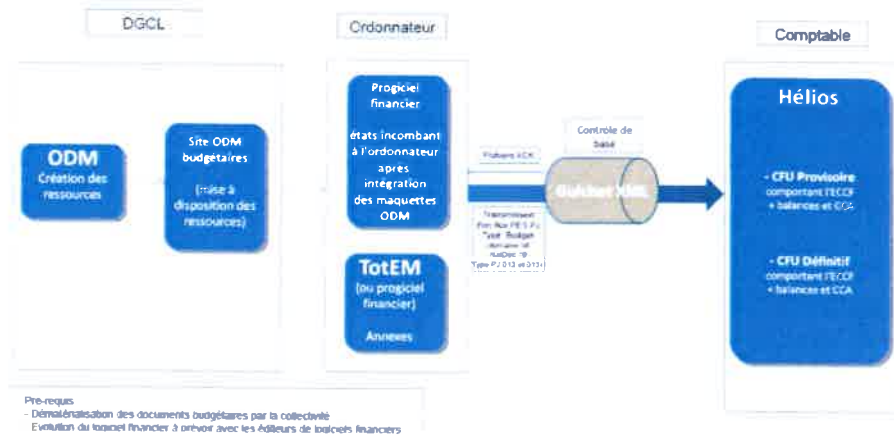 DGCL
Ordonnateur
Comptable
ODM
Création des
ressources
Site ODM
budgétaires
(mise à
disposition des
ressources)
Progiciel
financier
états incombant
à l'ordonnateur
après
intégration
des maquettes
ODM
TotEM
(ou progiciel
financier)
Annexes
Contrôle de
base
Guichet XML
Type Budget
Hélios
- CFU Provisoire
comportant l'ECCF
+ balances et CCA
- CFU Définitif
comportant l'ECCF
+ balances et CCA
Pre-requis
- Dématérialisation des documents budgétaires par la collectivité
Evolution du logiciel financier à prévoir avec les éditeurs de logiciels financiers